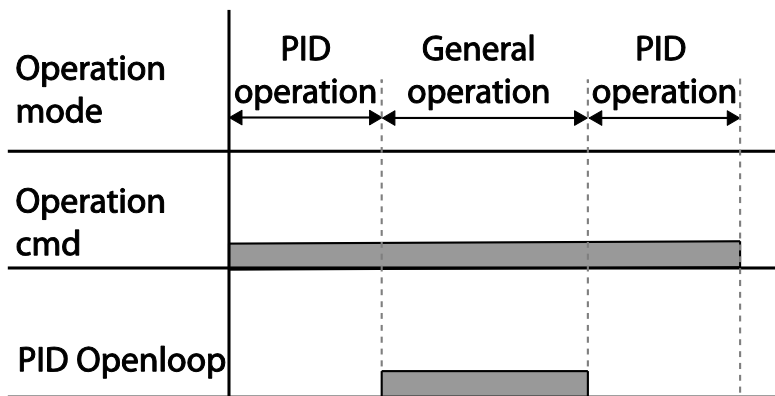 PID General PID
Operation operation operation operation
mode
Operation
cmd
PID Openloop